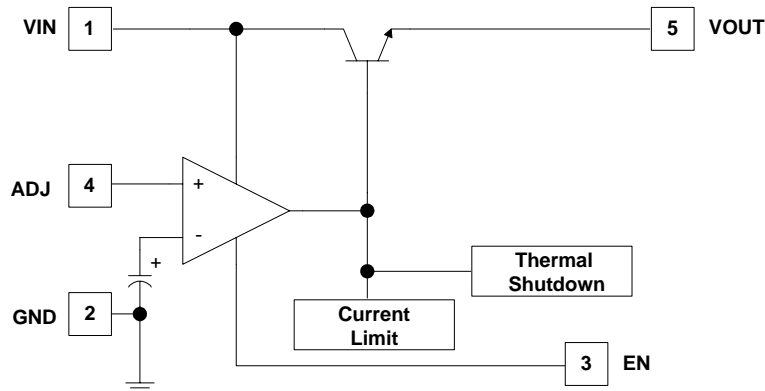 VIN 1
5 VOUT
ADJ 4
+
-
+
Thermal
Shutdown
GND 2
Current
Limit
3 EN